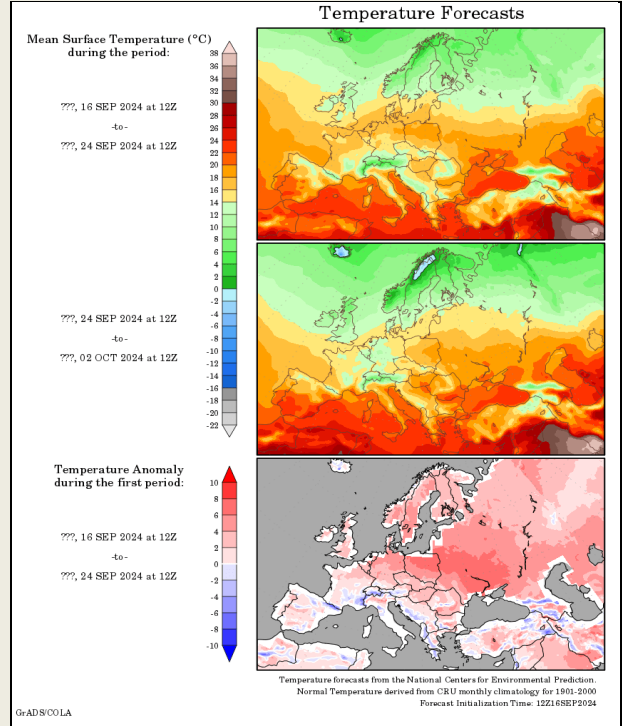 Temperature Forecasts
Mean Surface Temperature (°C)
during the period:
???, 16 SEP 2024 at 12Z
-to-
???, 24 SEP 2024 at 12Z
38
36
34
32
30
28
26
24
22
20
18
16
14
12
10
8
6
4
2
0
-1
-2
-4
-6
-8
-10
-12
-14
-16
-18
-20
-22
???, 24 SEP 2024 at 12Z
-to-
???, 02 OCT 2024 at 12Z
Temperature Anomaly
during the first period:
???, 16 SEP 2024 at 12Z
-to-
???, 24 SEP 2024 at 12Z
10
8
6
4
2
0
-2
-4
-6
-8
-10
Temperature forecasts from the National Centers for Environmental Prediction.
Normal Temperature derived from CRU monthly climatology for 1901-2000
Forecast Initialization Time: 12Z16SEP2024
GrADS/COLA